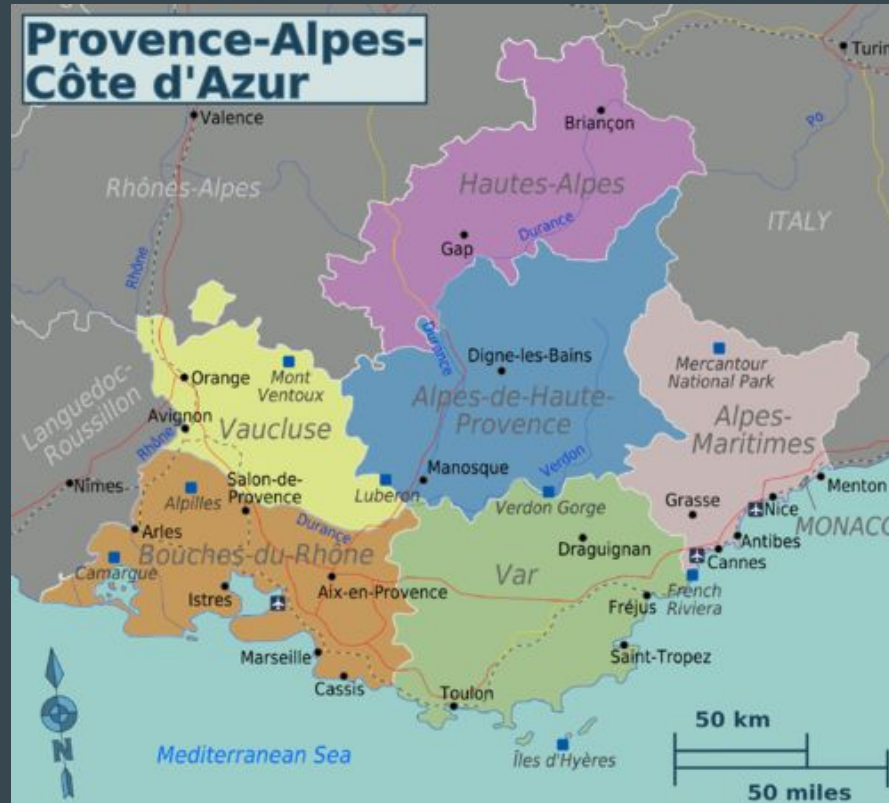 Provence-Alpes-
Côte d'Azur
Turin
Valence
Briançon
Po
Rhônes-Alpes
Hautes-Alpes
ITALY
Durance
Gap
Rhône
Durance
Digne-les-Bains
Mercantour
National Park
Orange
Mont
Ventoux
Languedoc-
Roussillon
Alpes-de-Haute-
Provence
Alpes-
Maritimes
Avignon
Vaucluse
Rhône
Verdon
Manosque
Salon-de-
Provence
Nîmes
Alpilles
Luberon
Verdon Gorge
Grasse
Nice
Menton
MONACO
Arles
Durance
Draguignan
Antibes
Bouches-du-Rhône
Cannes
Camargue
Var
Istres
Aix-en-Provence
French
Riviera
Fréjus
Marseille
Saint-Tropez
Cassis
Toulon
50 km
N
Mediterranean Sea
Îles d'Hyères
50 miles